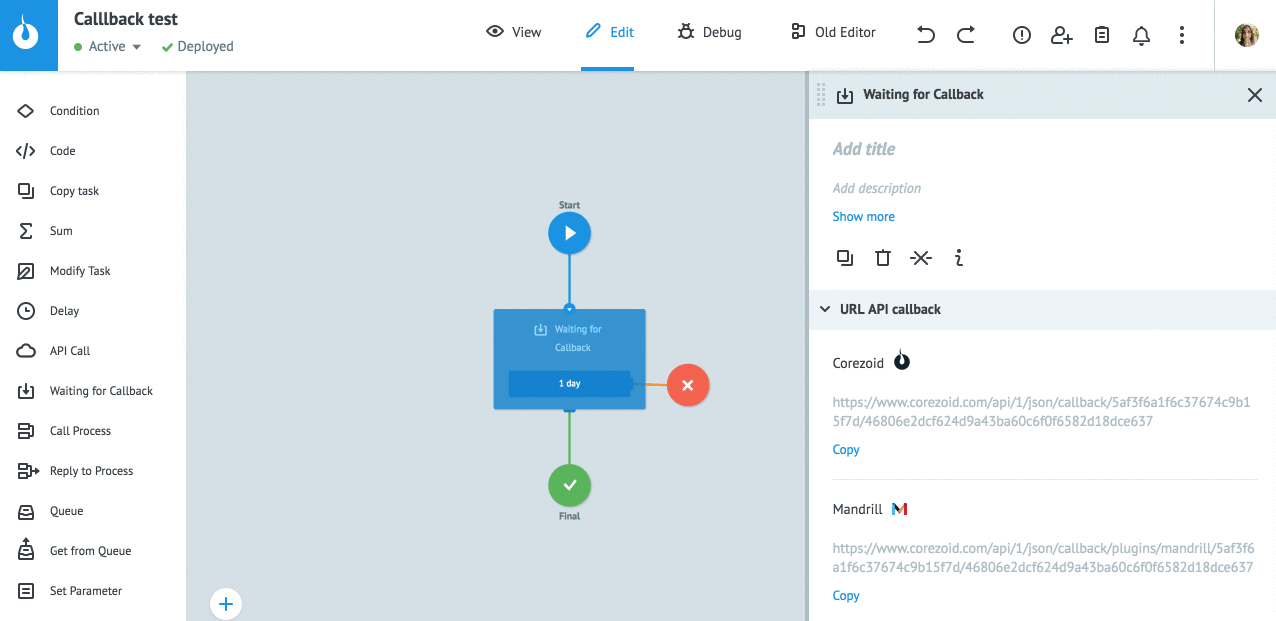 Calllback test
Active
Deployed
View
Edit
Debug
Old Editor
Condition
Code
Copy task
Sum
Modify Task
Delay
API Call
Waiting for Callback
Call Process
Reply to Process
Queue
Get from Queue
Set Parameter
Start
Waiting for
Callback
1 day
Final
Waiting for Callback
Add title
Add description
Show more
URL API callback
Corezoid
https://www.corezoid.com/api/1/json/callback/5af3f6a1f6c37674c9b1
5f7d/46806e2dcf624d9a43ba60c6f0f6582d18dce637
Copy
Mandrill
https://www.corezoid.com/api/1/json/callback/plugins/mandrill/5af3f6
a1f6c37674c9b15f7d/46806e2dcf624d9a43ba60c6f0f6582d18dce637
Copy